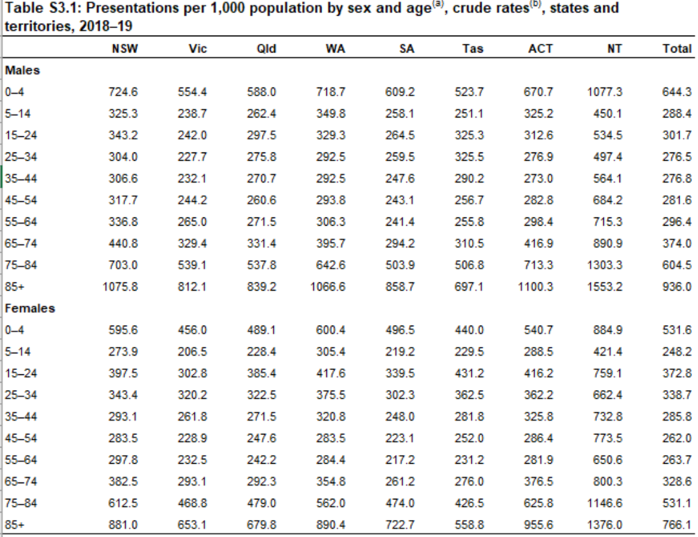 Table S3.1: Presentations per 1,000 population by sex and age(a), crude rates(b), states and
territories, 2018–19
NSW Vic Qld WA SA Tas ACT NT Total
Males
0–4 724.6 554.4 588.0 718.7 609.2 523.7 670.7 1077.3 644.3
5–14 325.3 238.7 262.4 349.8 258.1 251.1 325.2 450.1 288.4
15–24 343.2 242.0 297.5 329.3 264.5 325.3 312.6 534.5 301.7
25–34 304.0 227.7 275.8 292.5 259.5 325.5 276.9 497.4 276.5
35–44 306.6 232.1 270.7 292.5 247.6 290.2 273.0 564.1 276.8
45–54 317.7 244.2 260.6 293.8 243.1 256.7 282.8 684.2 281.6
55–64 336.8 265.0 271.5 306.3 241.4 255.8 298.4 715.3 296.4
65–74 440.8 329.4 331.4 395.7 294.2 310.5 416.9 890.9 374.0
75–84 703.0 539.1 537.8 642.6 503.9 506.8 713.3 1303.3 604.5
85+ 1075.8 812.1 839.2 1066.6 858.7 697.1 1100.3 1553.2 936.0
Females
0–4 595.6 456.0 489.1 600.4 496.5 440.0 540.7 884.9 531.6
5–14 273.9 206.5 228.4 305.4 219.2 229.5 288.5 421.4 248.2
15–24 397.5 302.8 385.4 417.6 339.5 431.2 416.2 759.1 372.8
25–34 343.4 320.2 322.5 375.5 302.3 362.5 362.2 662.4 338.7
35–44 293.1 261.8 271.5 320.8 248.0 281.8 325.8 732.8 285.8
45–54 283.5 228.9 247.6 283.5 223.1 252.0 286.4 773.5 262.0
55–64 297.8 232.5 242.2 284.4 217.2 231.2 281.9 650.6 263.7
65–74 382.5 293.1 292.3 354.8 261.2 276.0 376.5 800.3 328.6
75–84 612.5 468.8 479.0 562.0 474.0 426.5 625.8 1146.6 531.1
85+ 881.0 653.1 679.8 890.4 722.7 558.8 955.6 1376.0 766.1